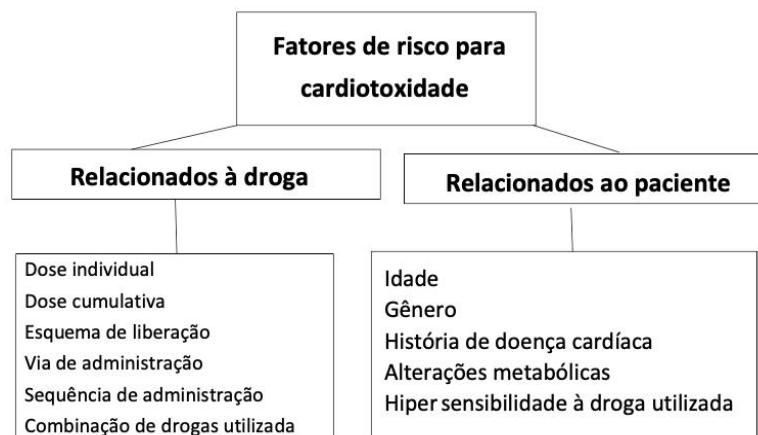 Fatores de risco para
cardiotoxidade
Relacionados à droga
Relacionados ao paciente
Dose individual
Dose cumulativa
Esquema de liberação
Via de administração
Sequência de administração
Combinação de drogas utilizada
Idade
Gênero
História de doença cardíaca
Alterações metabólicas
Hiper sensibilidade à droga utilizada